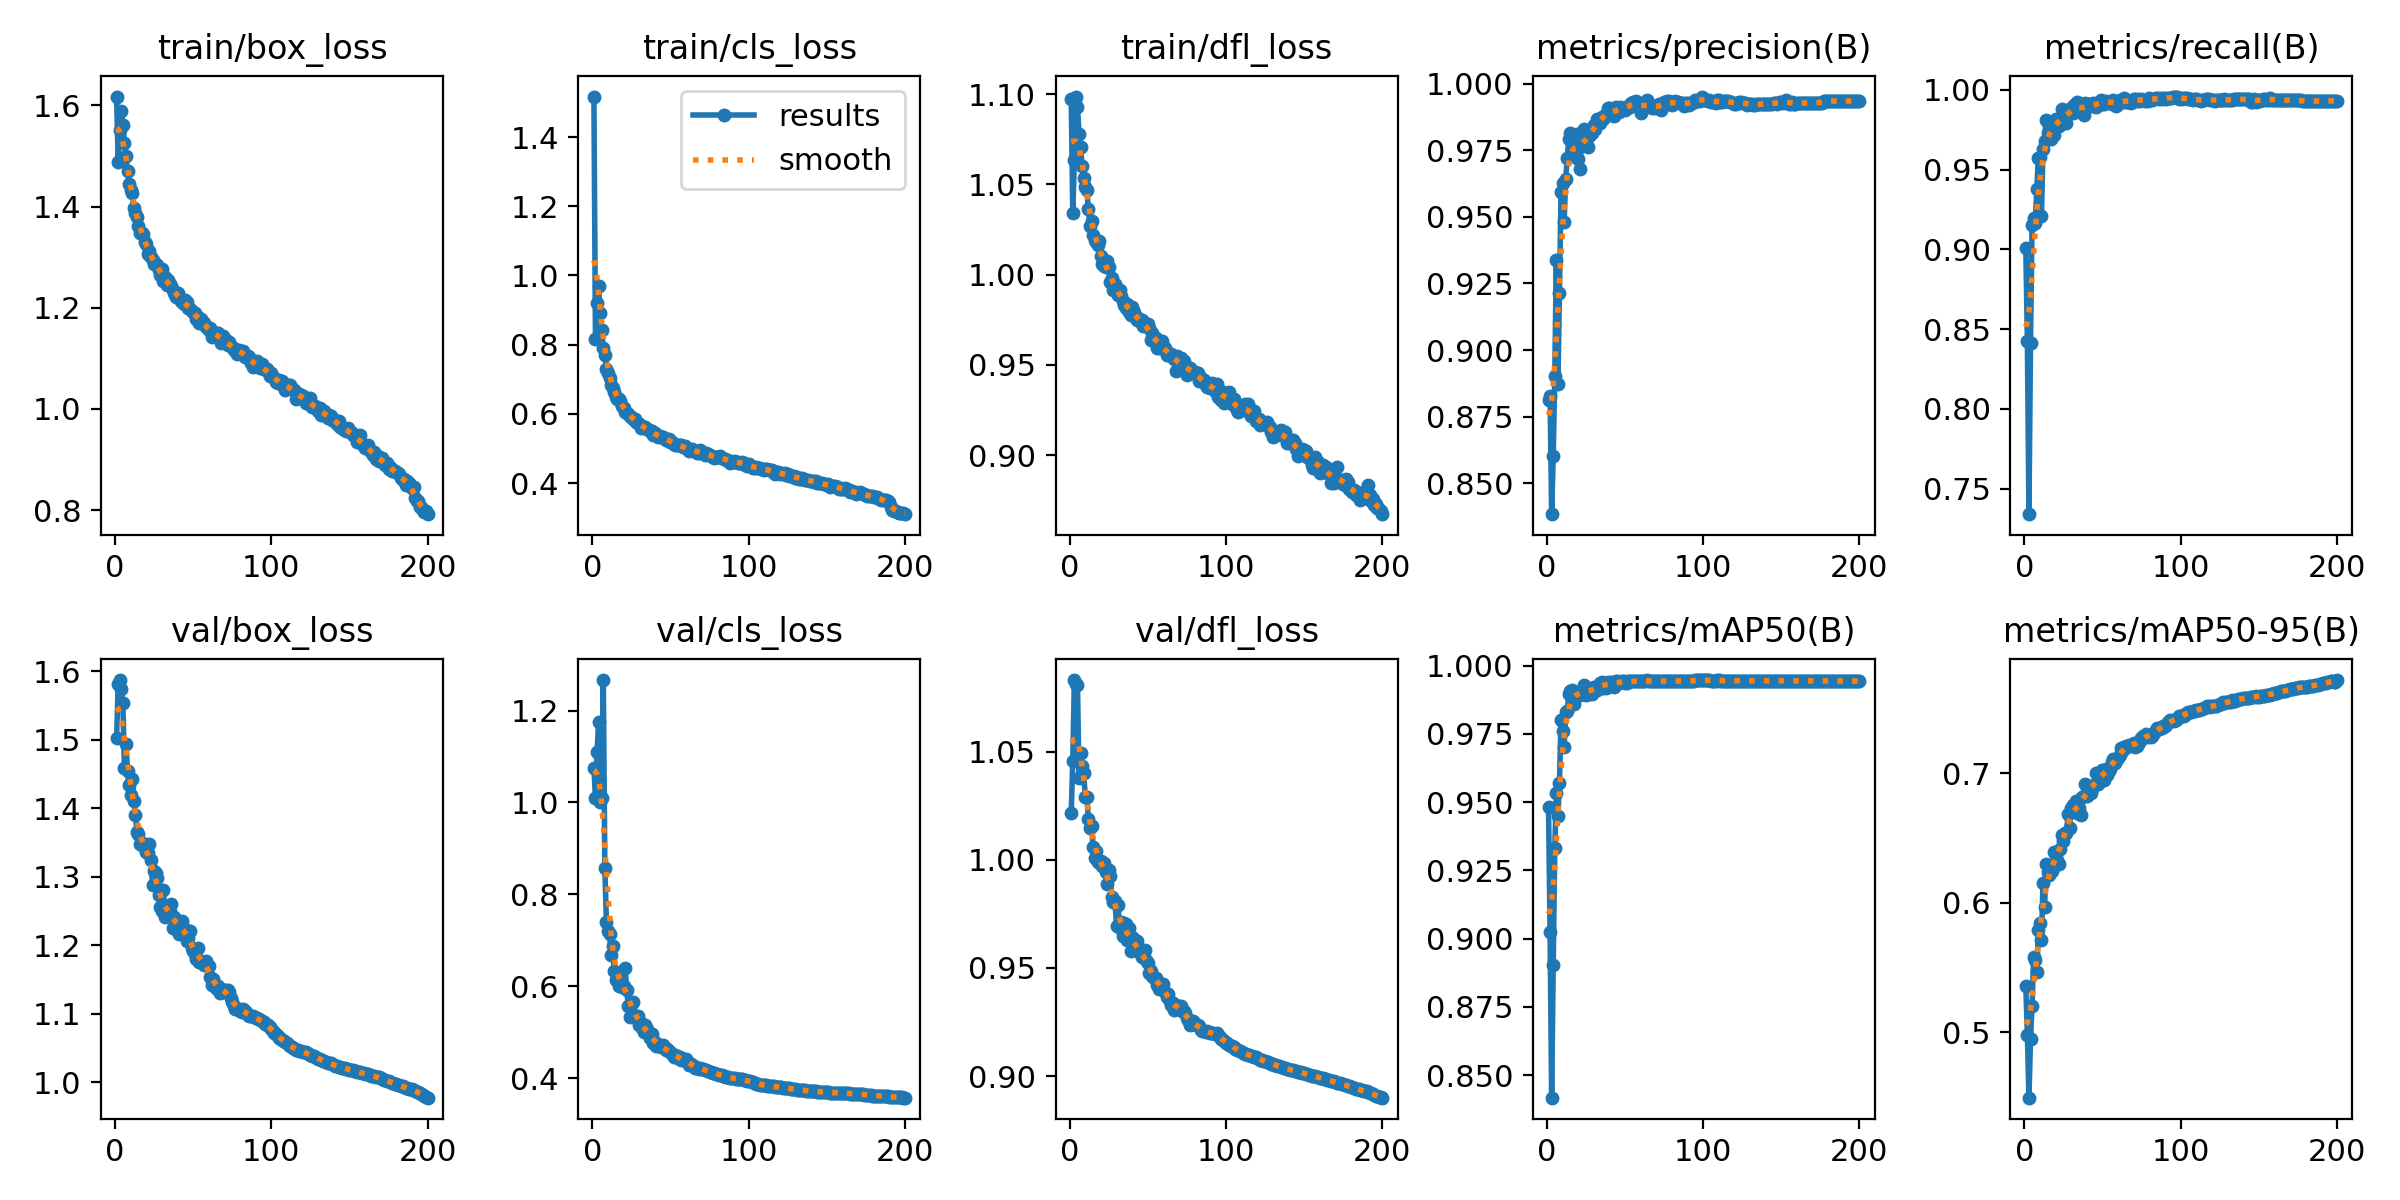 train/box_loss
1.6
1.4
1.2
1.0
0.8
0 100 200
train/cls_loss
results
smooth
1.4
1.2
1.0
0.8
0.6
0.4
0 100 200
train/dfl_loss
1.10
1.05
1.00
0.95
0.90
0 100 200
metrics/precision(B)
1.000
0.975
0.950
0.925
0.900
0.875
0.850
0 100 200
metrics/recall(B)
1.00
0.95
0.90
0.85
0.80
0.75
0 100 200
val/box_loss
1.6
1.5
1.4
1.3
1.2
1.1
1.0
0 100 200
val/cls_loss
1.2
1.0
0.8
0.6
0.4
0 100 200
val/dfl_loss
1.05
1.00
0.95
0.90
0 100 200
metrics/mAP50(B)
1.000
0.975
0.950
0.925
0.900
0.875
0.850
0 100 200
metrics/mAP50-95(B)
0.7
0.6
0.5
0 100 200